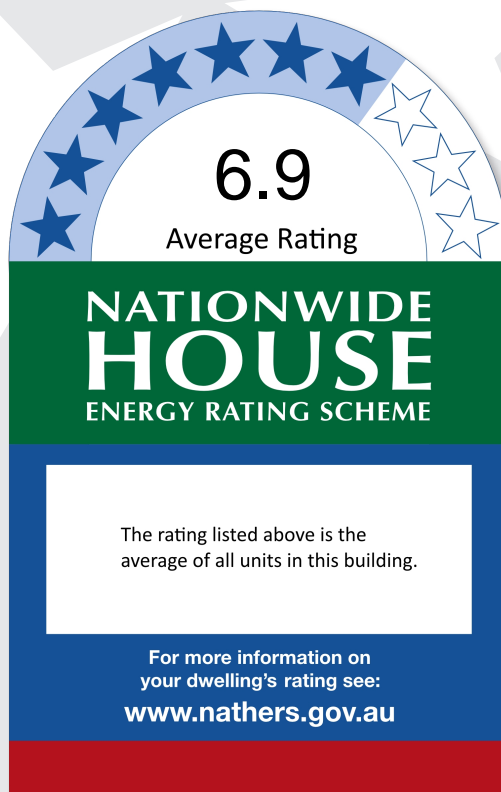 6.9
Average Rating
NATIONWIDE
HOUSE
ENERGY RATING SCHEME
The rating listed above is the
average of all units in this building.
For more information on
your dwelling's rating see:
www.nathers.gov.au